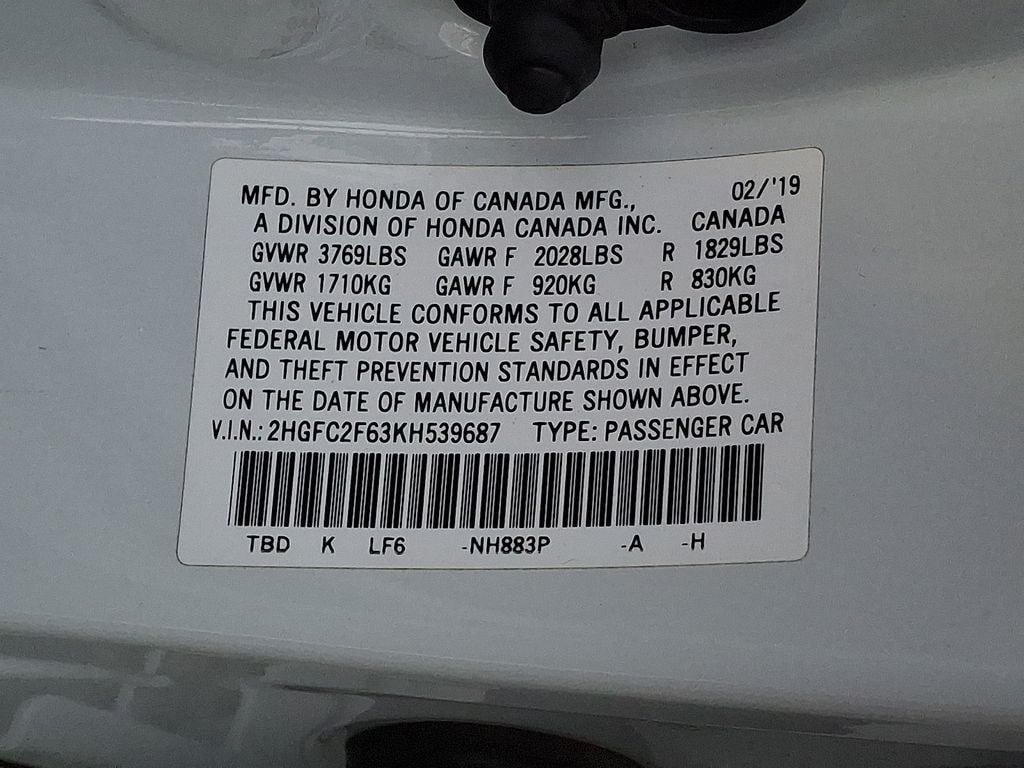 MFD. BY HONDA OF CANADA MFG., 02/'19
A DIVISION OF HONDA CANADA INC. CANADA
GVWR 3769LBS GAWR F 2028LBS R 1829LBS
GVWR 1710KG GAWR F 920KG R 830KG
THIS VEHICLE CONFORMS TO ALL APPLICABLE
FEDERAL MOTOR VEHICLE SAFETY, BUMPER,
AND THEFT PREVENTION STANDARDS IN EFFECT
ON THE DATE OF MANUFACTURE SHOWN ABOVE.
V.I.N.: 2HGFC2F63KH539687 TYPE: PASSENGER CAR
TBD K LF6 -NH883P -A -H